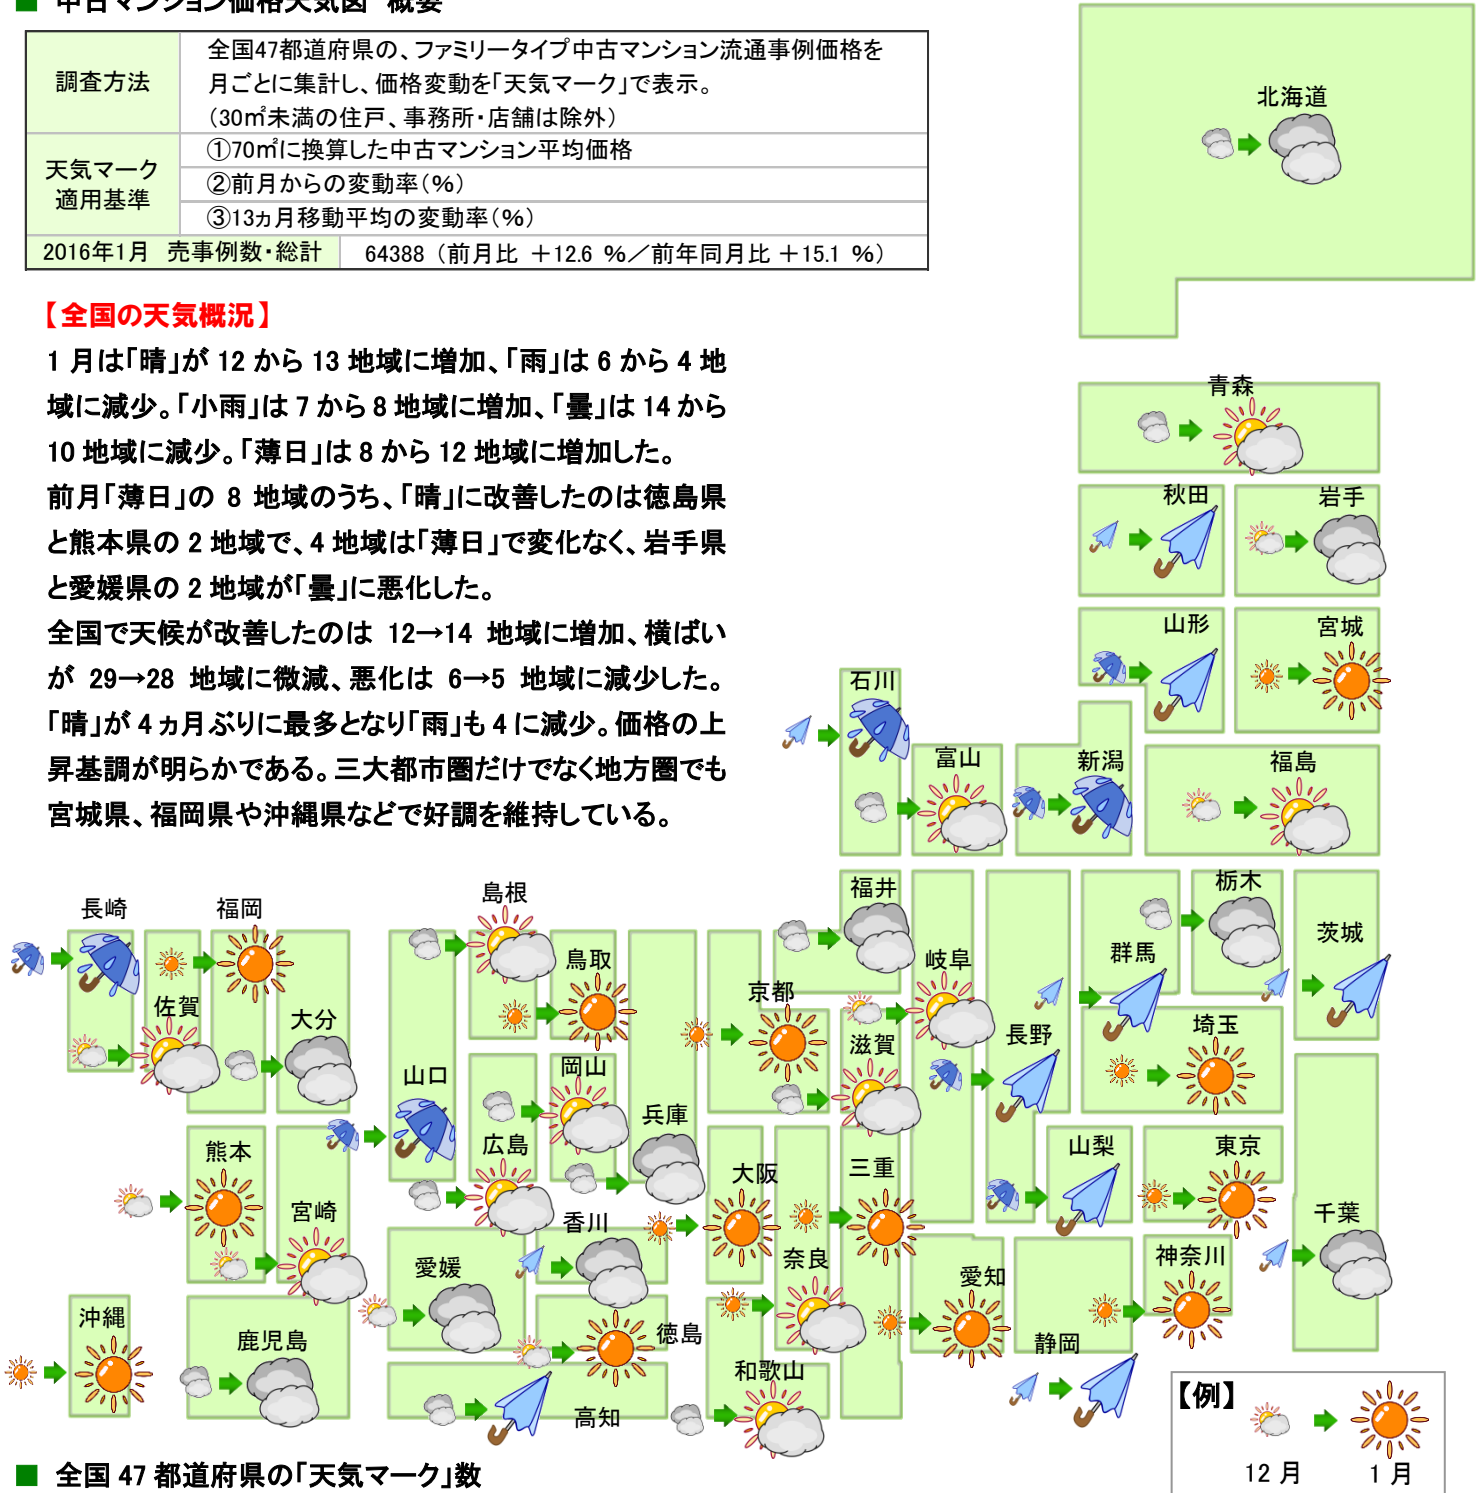 ■ 中古マンション価格天気図 概要
調査方法
全国47都道府県の、ファミリータイプ中古マンション流通事例価格を
月ごとに集計し、価格変動を「天気マーク」で表示。
（30㎡未満の住戸、事務所・店舗は除外）
天気マーク
適用基準
①70㎡に換算した中古マンション平均価格
②前月からの変動率（％）
③13ヵ月移動平均の変動率（％）
2016年1月 売事例数・総計
64388 （前月比 ＋12.6 ％／前年同月比 ＋15.1 ％）
【全国の天気概況】
1 月は「晴」が 12 から 13 地域に増加、「雨」は 6 から 4 地
域に減少。「小雨」は 7 から 8 地域に増加、「曇」は 14 から
10 地域に減少。「薄日」は 8 から 12 地域に増加した。
前月「薄日」の 8 地域のうち、「晴」に改善したのは徳島県
と熊本県の 2 地域で、4 地域は「薄日」で変化なく、岩手県
と愛媛県の 2 地域が「曇」に悪化した。
全国で天候が改善したのは 12→14 地域に増加、横ばい
が 29→28 地域に微減、悪化は 6→5 地域に減少した。
「晴」が 4 ヵ月ぶりに最多となり「雨」も 4 に減少。価格の上
昇基調が明らかである。三大都市圏だけでなく地方圏でも
宮城県、福岡県や沖縄県などで好調を維持している。
北海道
青森
秋田
岩手
山形
宮城
石川
富山
新潟
福島
長崎
福岡
島根
福井
栃木
茨城
鳥取
岐阜
群馬
佐賀
大分
京都
埼玉
山口
岡山
滋賀
長野
兵庫
熊本
広島
大阪
三重
山梨
東京
宮崎
香川
千葉
愛媛
奈良
愛知
神奈川
沖縄
鹿児島
徳島
静岡
和歌山
高知
【例】
12 月
1 月
■ 全国 47 都道府県の「天気マーク」数